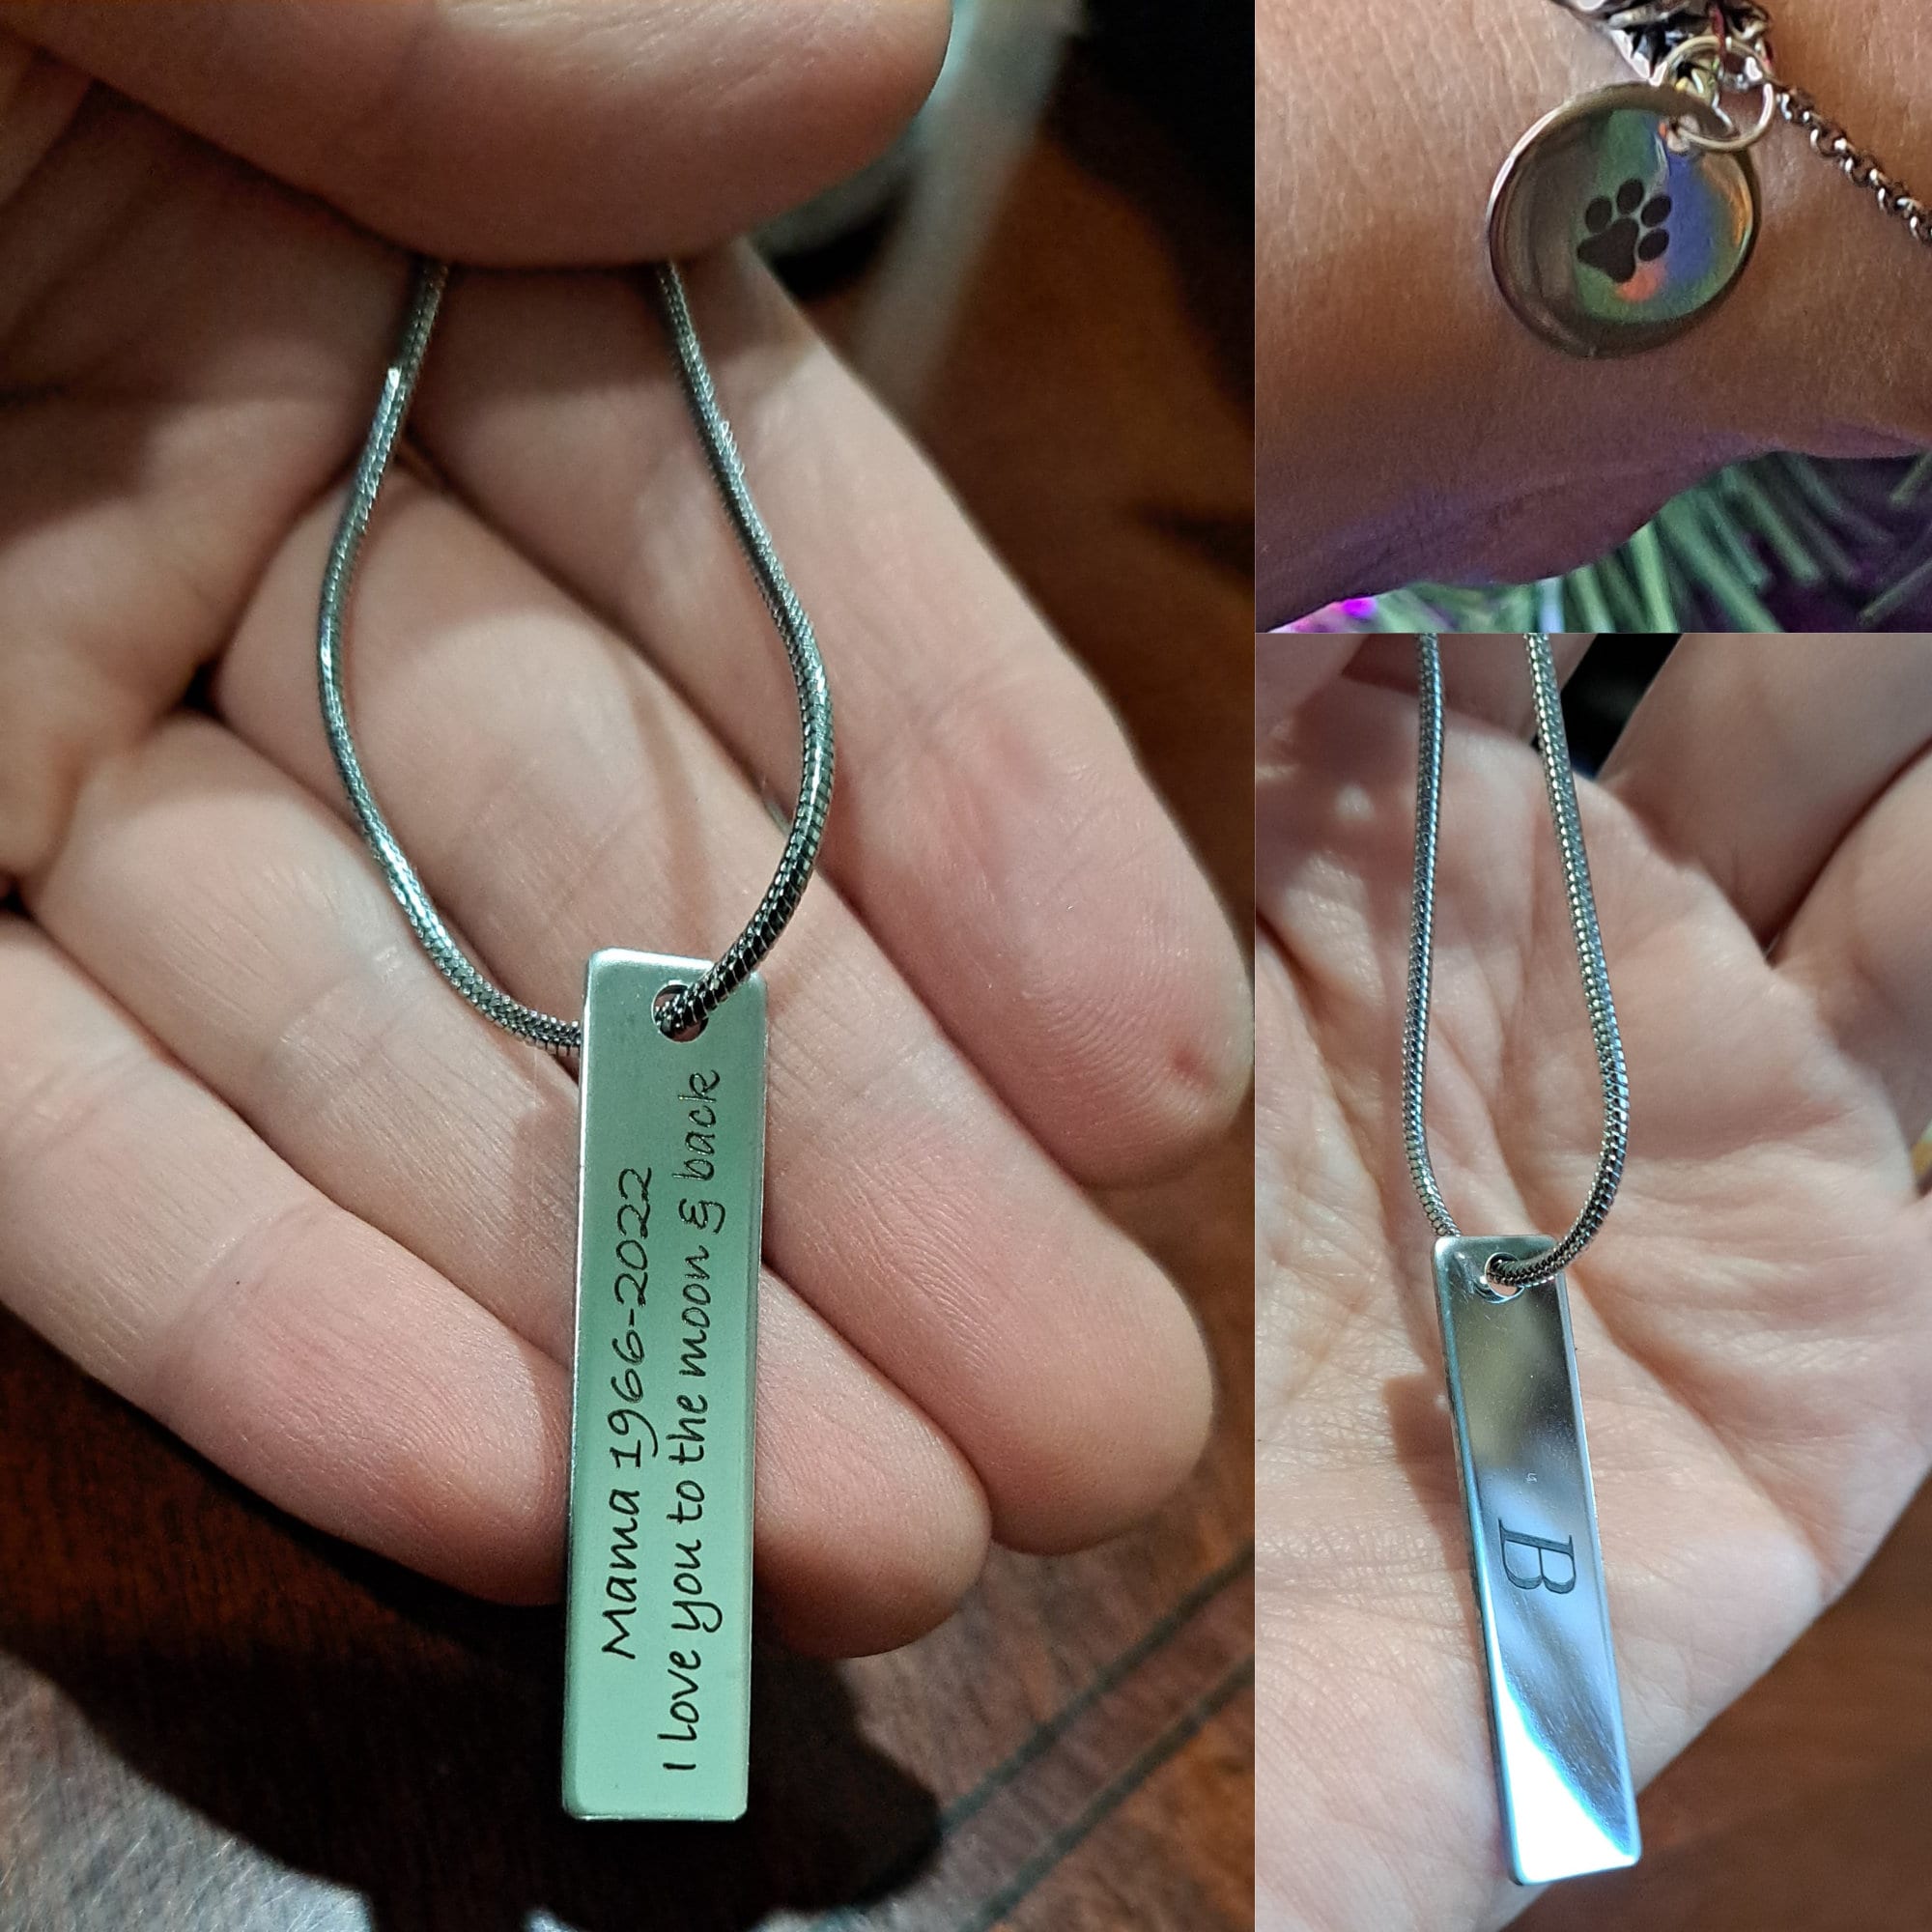 Mama 1966-2022
I love you to the moon & back
B